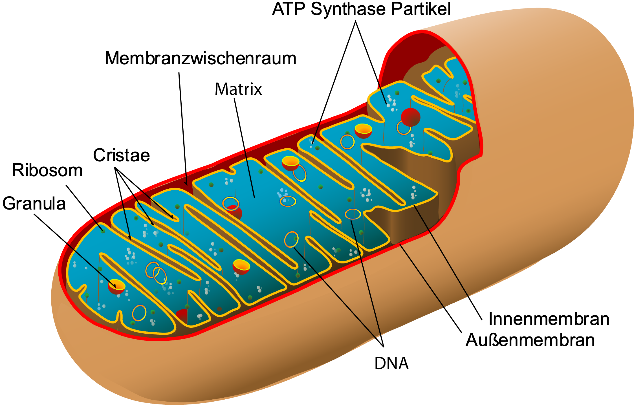 ATP Synthase Partikel
Membranzwischenraum
Matrix
Cristae
Ribosom
Granula
Innenmembran
Außenmembran
DNA